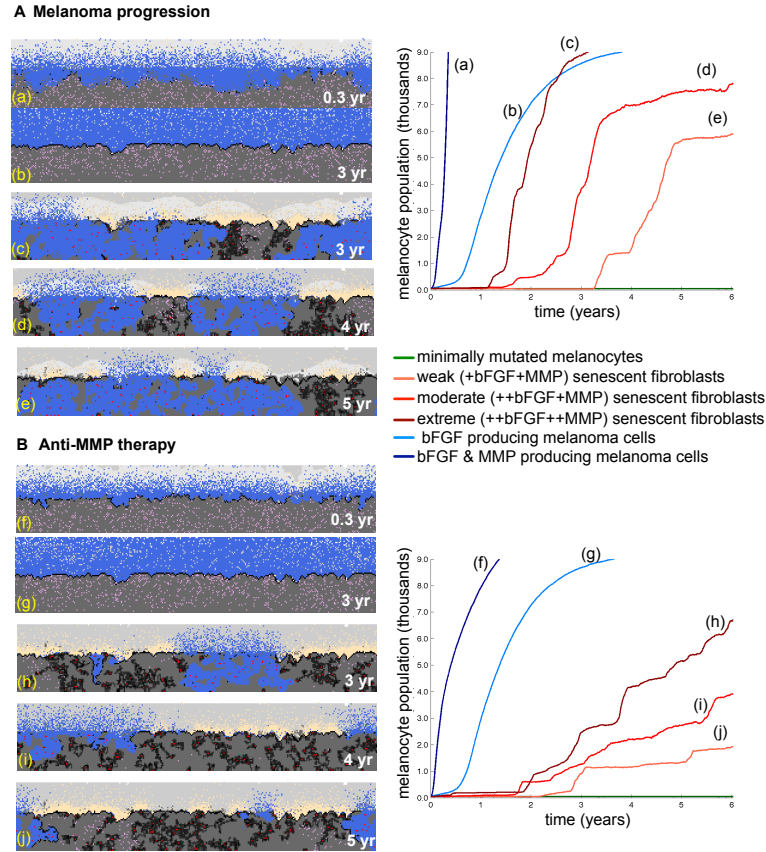 A Melanoma progression
(a)
0.3 yr
(b)
3 yr
(c)
3 yr
(d)
4 yr
(e)
5 yr
melanocyte population (thousands)
9.0
8.0
7.0
6.0
5.0
4.0
3.0
2.0
1.0
0.0
0 1 2 3 4 5 6
time (years)
(a)
(b)
(c)
(d)
(e)
minimally mutated melanocytes
weak (+bFGF+MMP) senescent fibroblasts
moderate (++bFGF+MMP) senescent fibroblasts
extreme (++bFGF++MMP) senescent fibroblasts
bFGF producing melanoma cells
bFGF & MMP producing melanoma cells
B Anti-MMP therapy
(f)
0.3 yr
(g)
3 yr
(h)
3 yr
(i)
4 yr
(j)
5 yr
melanocyte population (thousands)
9.0
8.0
7.0
6.0
5.0
4.0
3.0
2.0
1.0
0.0
0 1 2 3 4 5 6
time (years)
(f)
(g)
(h)
(i)
(j)